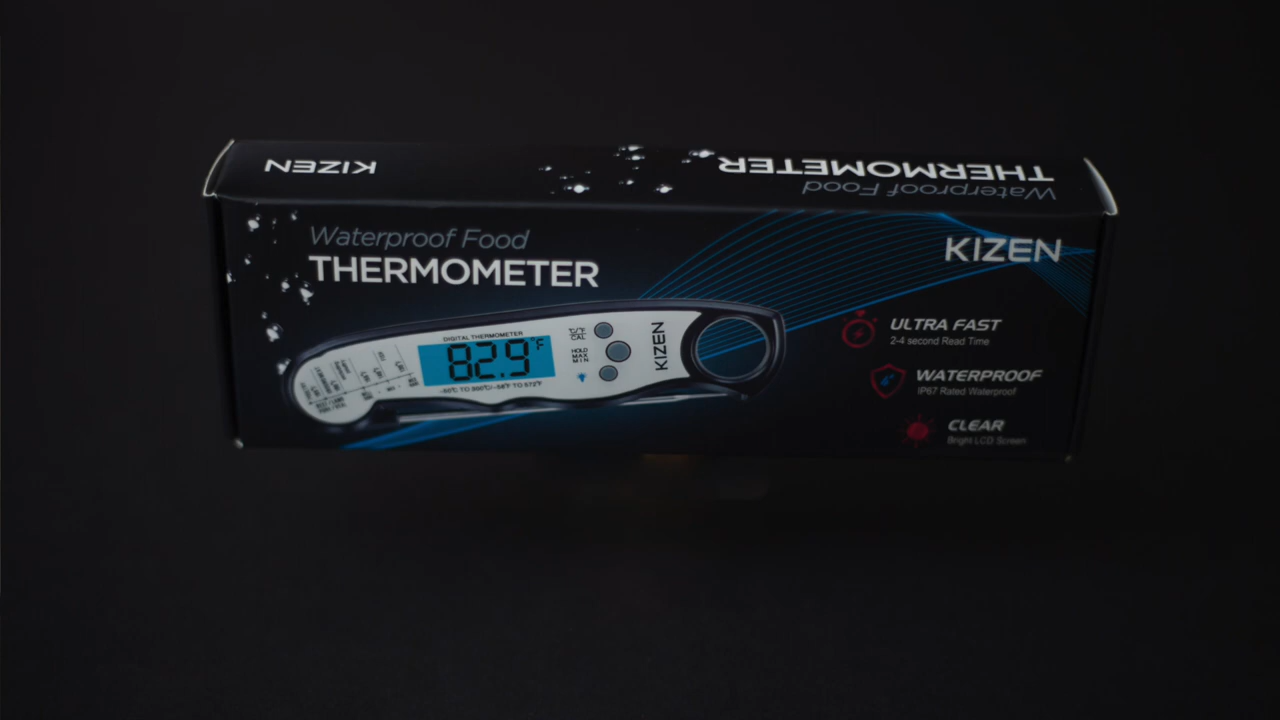 KIZEN
THERMOMETER
Waterproof Food
Waterproof Food
THERMOMETER
KIZEN
DIGITAL THERMOMETER
82.9°F
°C/°F
CAL
HOLD
MAX
MIN
KIZEN
ULTRA FAST
2-4 second Read Time
WATERPROOF
IP67 Rated Waterproof
CLEAR
Bright LCD Screen